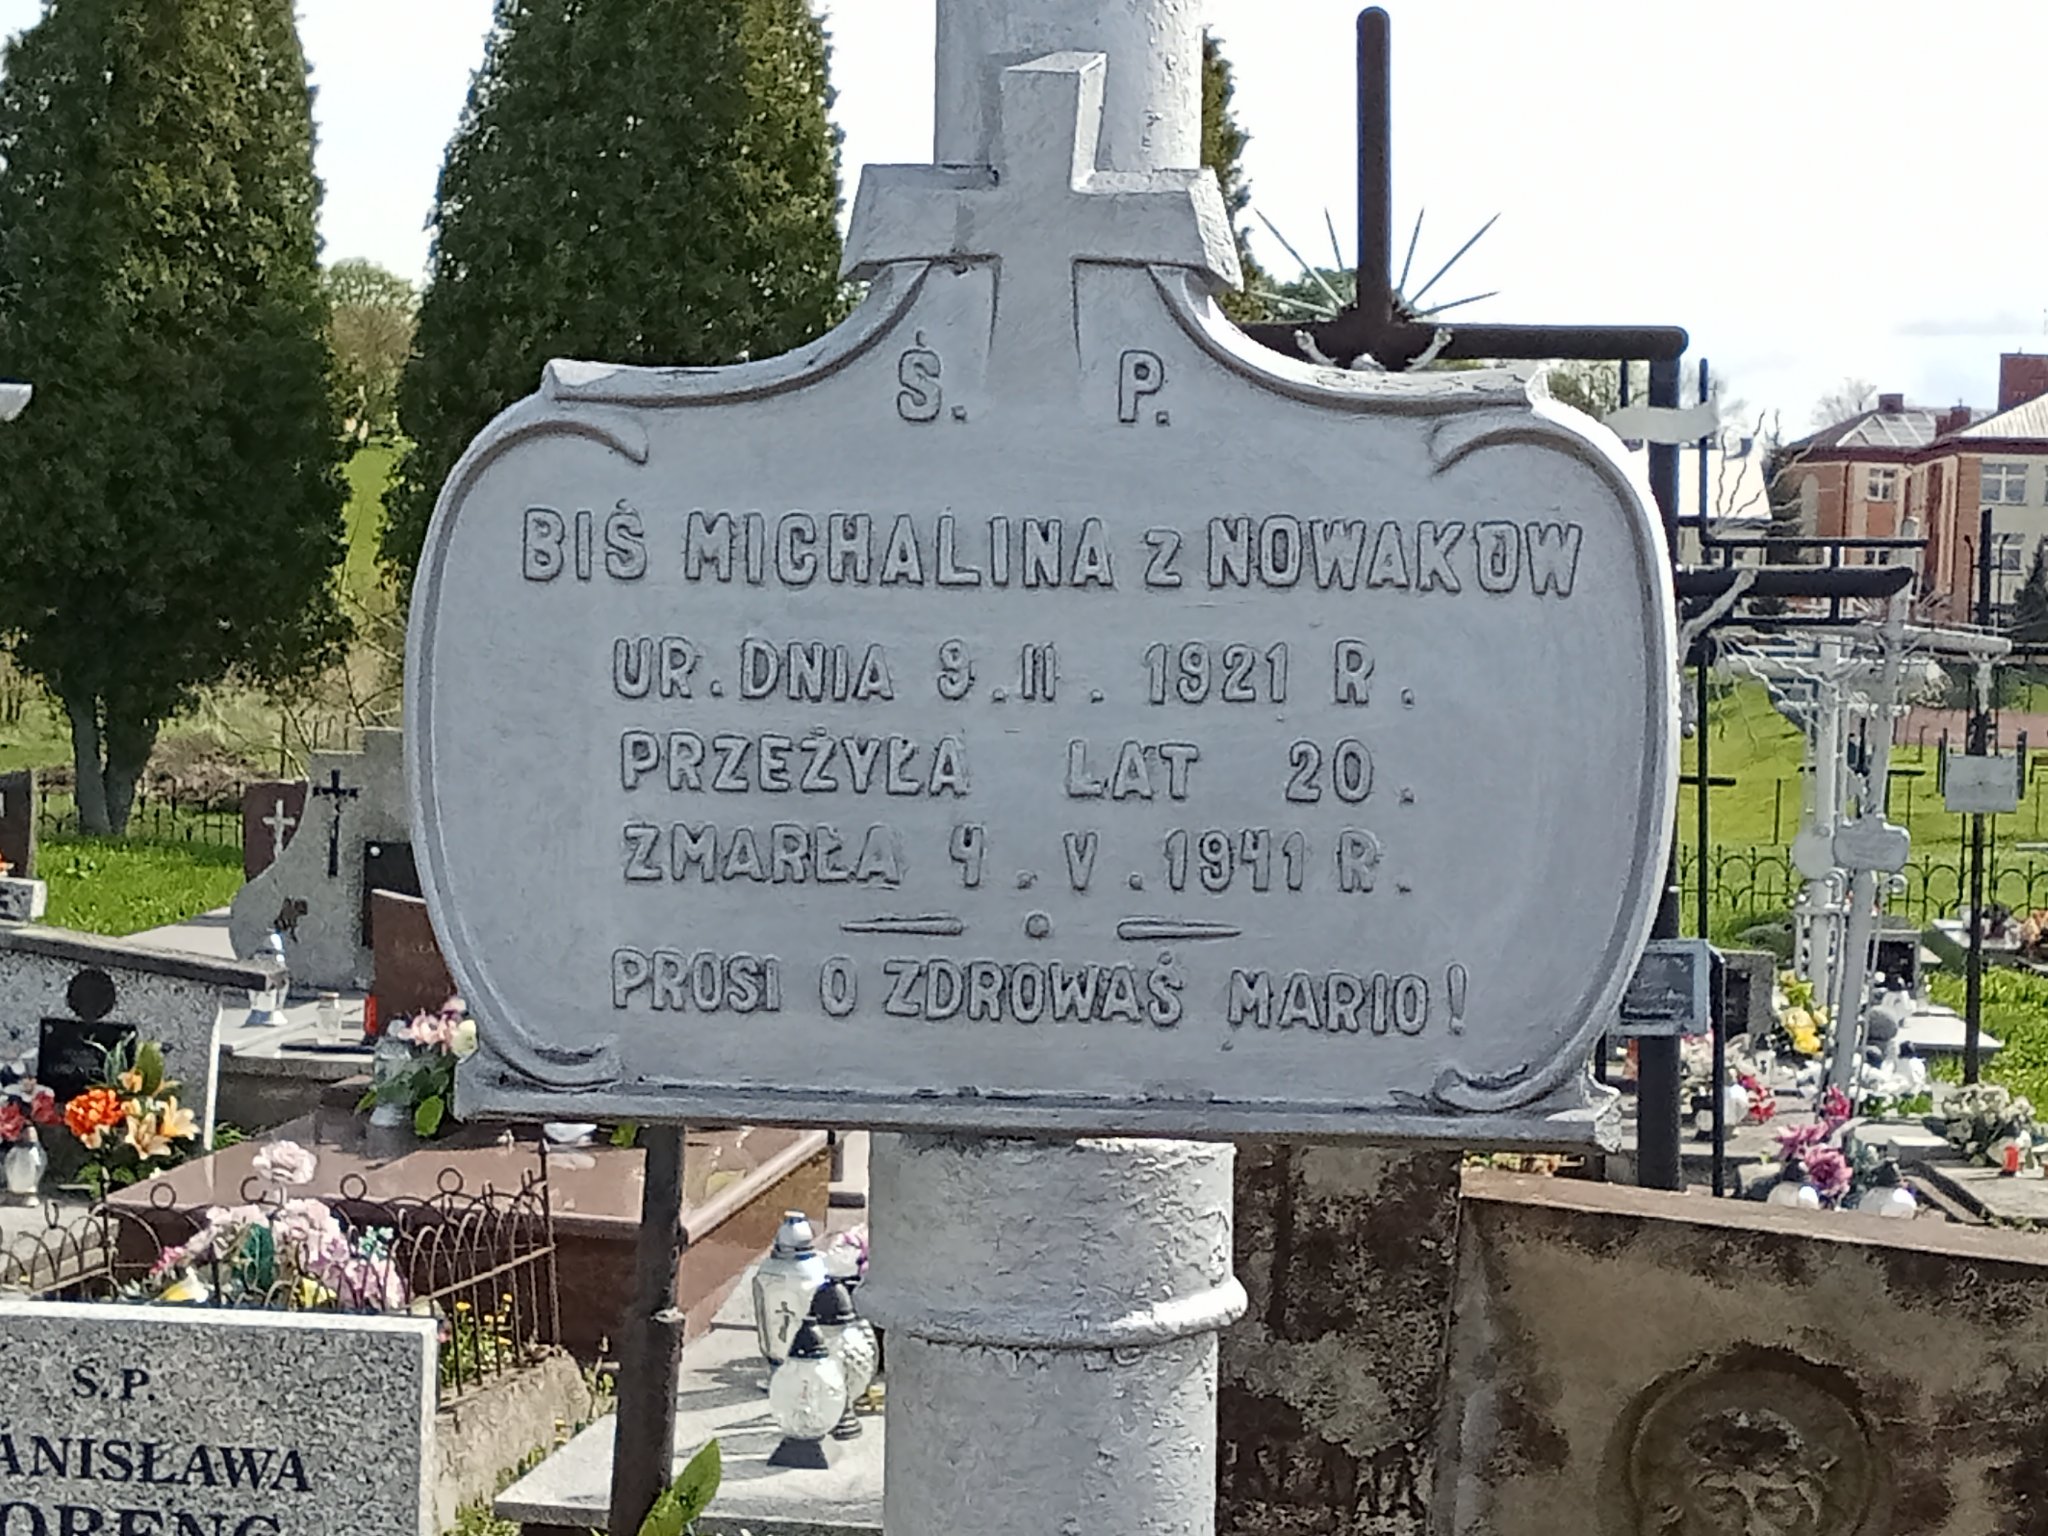 Ś. P.
BIŚ MICHALINA z NOWAKÓW
UR. DNIA 9. II. 1921 R.
PRZEŻYŁA LAT 20.
ZMARŁA 4. V. 1941 R.
PROSI O ZDROWAŚ MARIO!
Ś. P.
ANISŁAWA